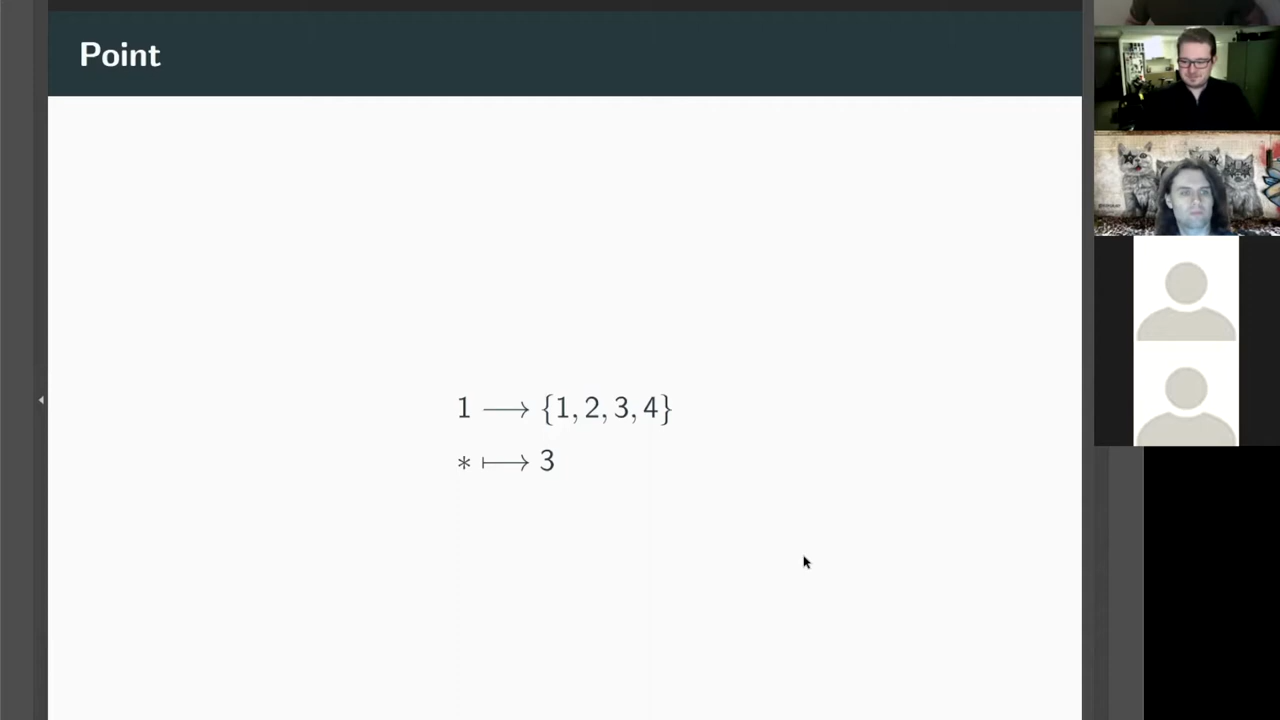 Point
1 ⟶ {1, 2, 3, 4}
* ⟼ 3